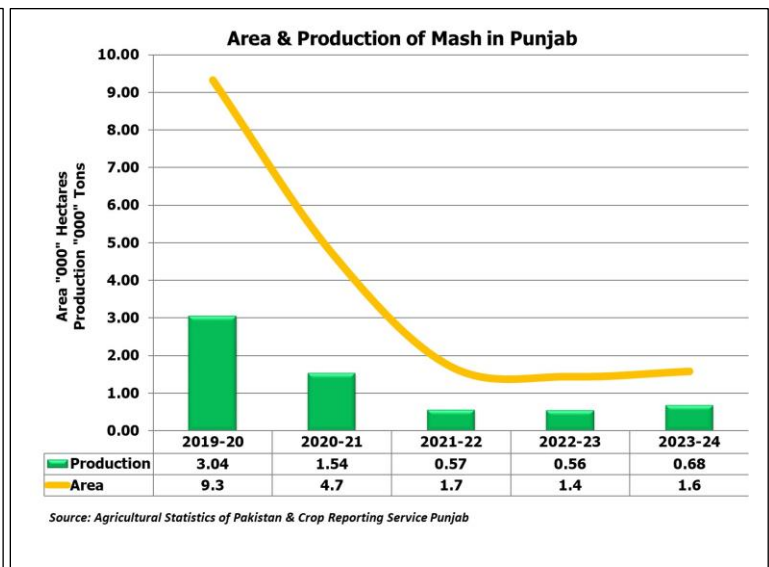 Area & Production of Mash in Punjab
Area "000" Hectares
Production "000" Tons
10.00
9.00
8.00
7.00
6.00
5.00
4.00
3.00
2.00
1.00
0.00
2019-20 2020-21 2021-22 2022-23 2023-24
Production 3.04 1.54 0.57 0.56 0.68
Area 9.3 4.7 1.7 1.4 1.6
Source: Agricultural Statistics of Pakistan & Crop Reporting Service Punjab